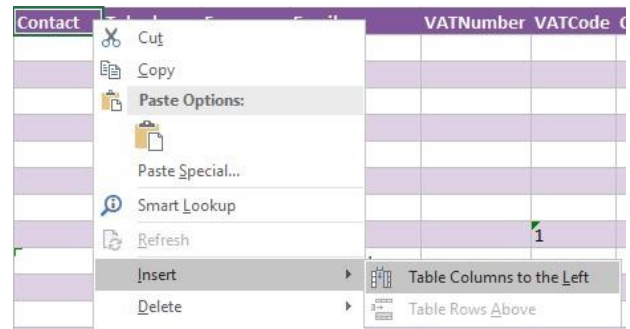 Contact VATNumber VATCode
Cut
Copy
Paste Options:
Paste Special...
Smart Lookup
Refresh
1
Insert
Table Columns to the Left
Delete
Table Rows Above